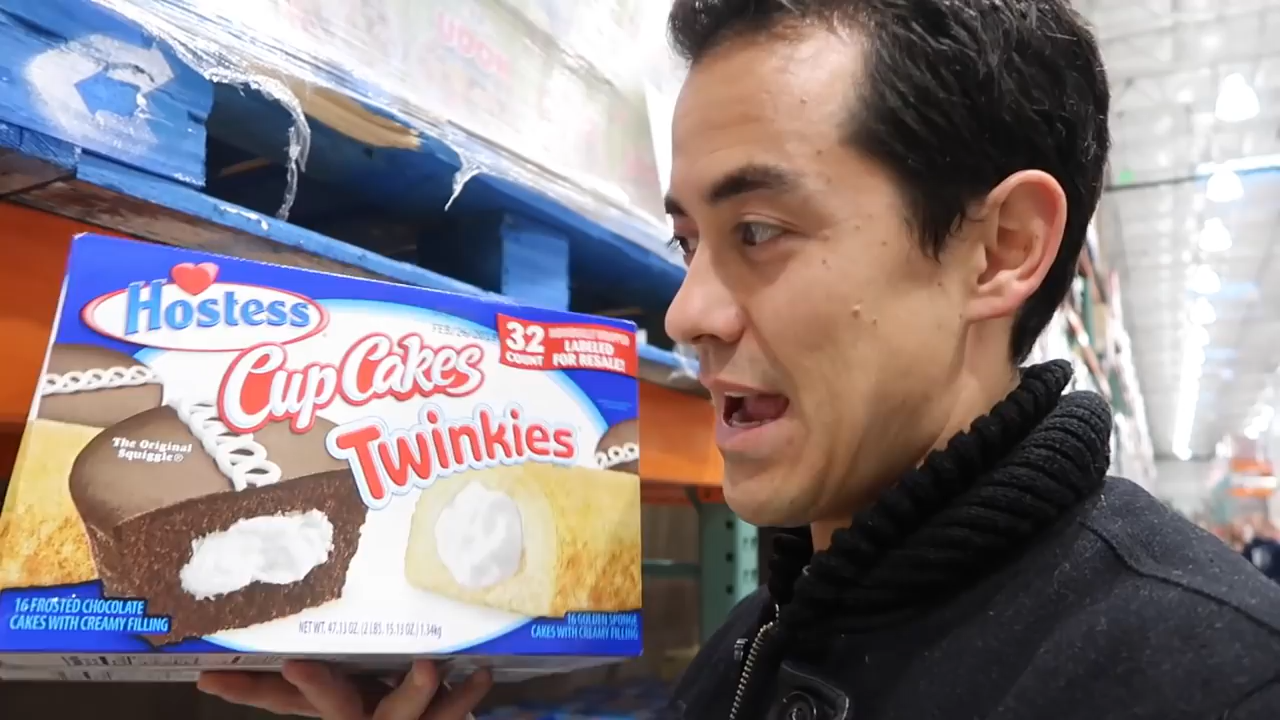 Hostess
CupCakes
Twinkies
32
COUNT
LABELED
FOR RESALE!
The Original
Squiggle®
16 FROSTED CHOCOLATE
CAKES WITH CREAMY FILLING
NET WT. 47.13 OZ. (2 LBS. 15.13 OZ.) 1.34kg
16 GOLDEN SPONGE
CAKES WITH CREAMY FILLING